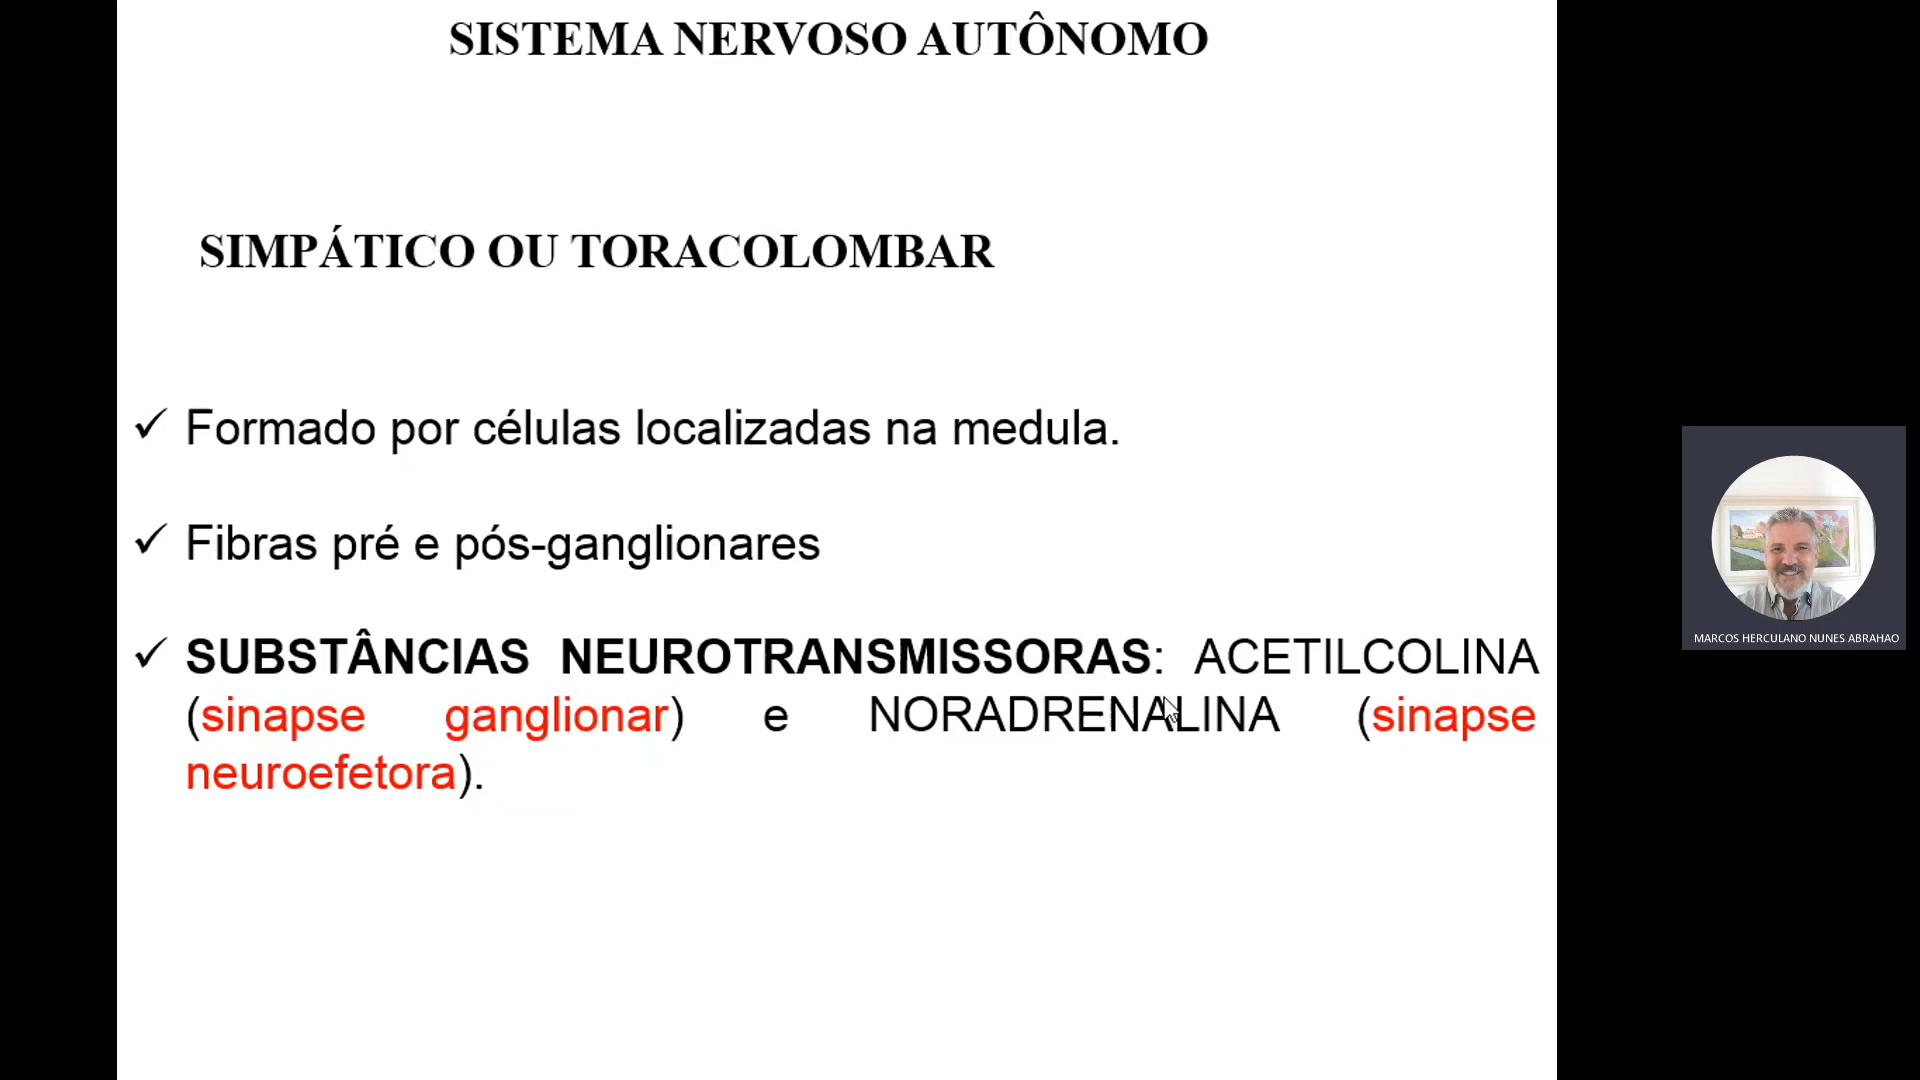 SISTEMA NERVOSO AUTÔNOMO
SIMPÁTICO OU TORACOLOMBAR
✓ Formado por células localizadas na medula.
✓ Fibras pré e pós-ganglionares
✓ SUBSTÂNCIAS NEUROTRANSMISSORAS: ACETILCOLINA
(sinapse ganglionar) e NORADRENALINA (sinapse
neuroefetora).
MARCOS HERCULANO NUNES ABRAHAO